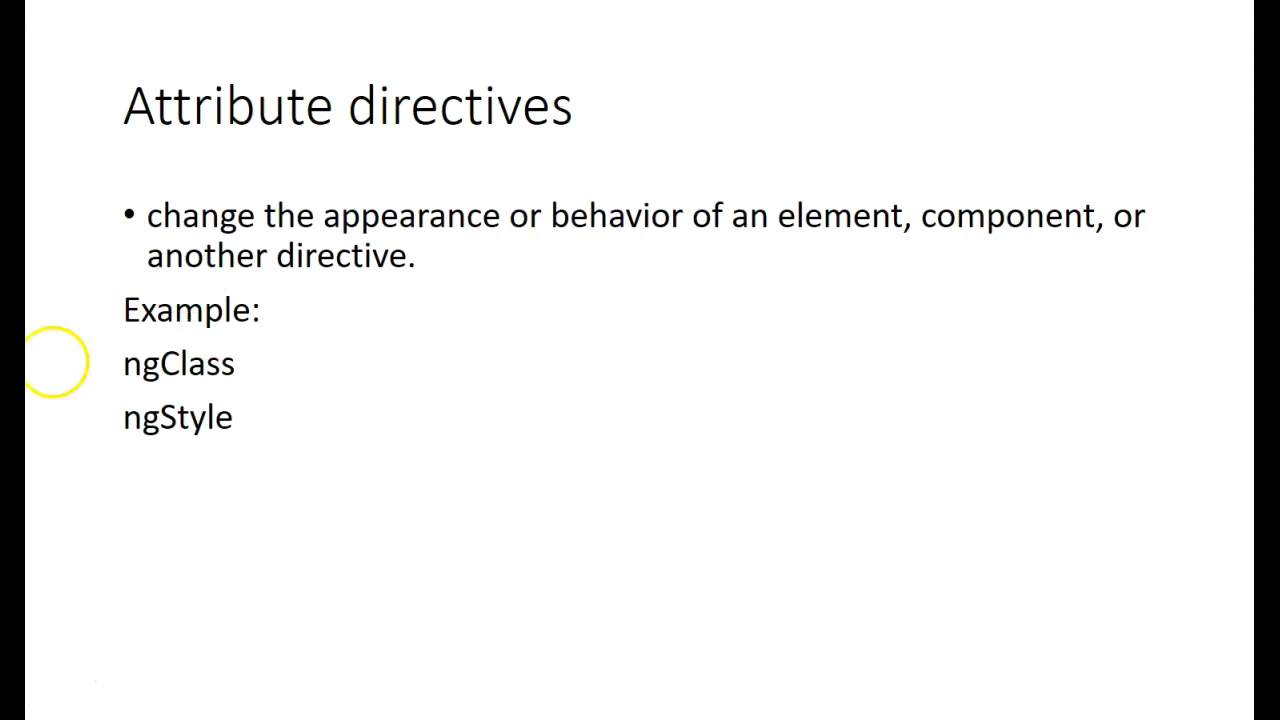 Attribute directives
• change the appearance or behavior of an element, component, or
another directive.
Example:
ngClass
ngStyle